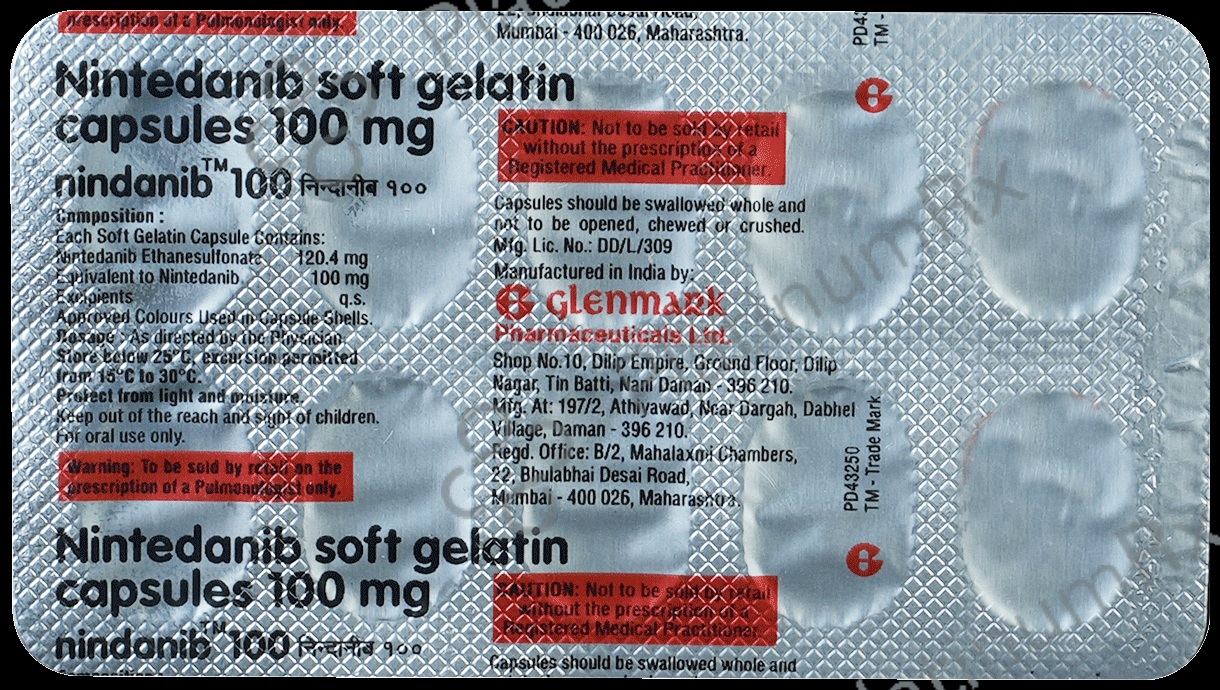 prescription of a Pulmonologist only.
22, Bhulabhai Desai Road,
Mumbai - 400 026, Maharashtra.
PD43
TM -
Nintedanib soft gelatin
capsules 100 mg
nindanib™ 100 निन्दानीब १००
Composition :
Each Soft Gelatin Capsule Contains:
Nintedanib Ethanesulfonate 120.4 mg
Equivalent to Nintedanib 100 mg
Excipients q.s.
Approved Colours Used in Capsule Shells.
Dosage : As directed by the Physician.
Store below 25°C, excursion permitted
from 15°C to 30°C.
Protect from light and moisture.
Keep out of the reach and sight of children.
For oral use only.
Warning: To be sold by retail on the
prescription of a Pulmonologist only.
CAUTION: Not to be sold by retail
without the prescription of a
Registered Medical Practitioner.
Capsules should be swallowed whole and
not to be opened, chewed or crushed.
Mfg. Lic. No.: DD/L/309
Manufactured in India by:
Glenmark
Pharmaceuticals Ltd.
Shop No.10, Dilip Empire, Ground Floor, Dilip
Nagar, Tin Batti, Nani Daman - 396 210.
Mfg. At: 197/2, Athiyawad, Near Dargah, Dabhel
Village, Daman - 396 210.
Regd. Office: B/2, Mahalaxmi Chambers,
22, Bhulabhai Desai Road,
Mumbai - 400 026, Maharashtra.
PD43250
TM - Trade Mark
Nintedanib soft gelatin
capsules 100 mg
nindanib™ 100 निन्दानीब १००
CAUTION: Not to be sold by retail
without the prescription of a
Registered Medical Practitioner.
Capsules should be swallowed whole and